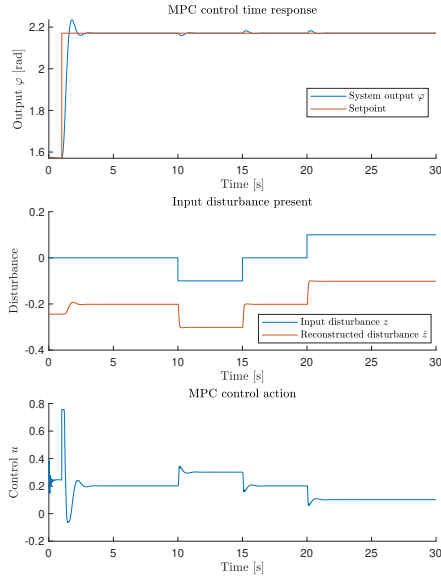 MPC control time response
2.2
2
1.8
1.6
Output φ [rad]
System output φ
Setpoint
0 5 10 15 20 25 30
Time [s]
Input disturbance present
0.2
0
-0.2
-0.4
Disturbance
Input disturbance z
Reconstructed disturbance ẑ
0 5 10 15 20 25 30
Time [s]
MPC control action
0.8
0.6
0.4
0.2
0
-0.2
Control u
0 5 10 15 20 25 30
Time [s]